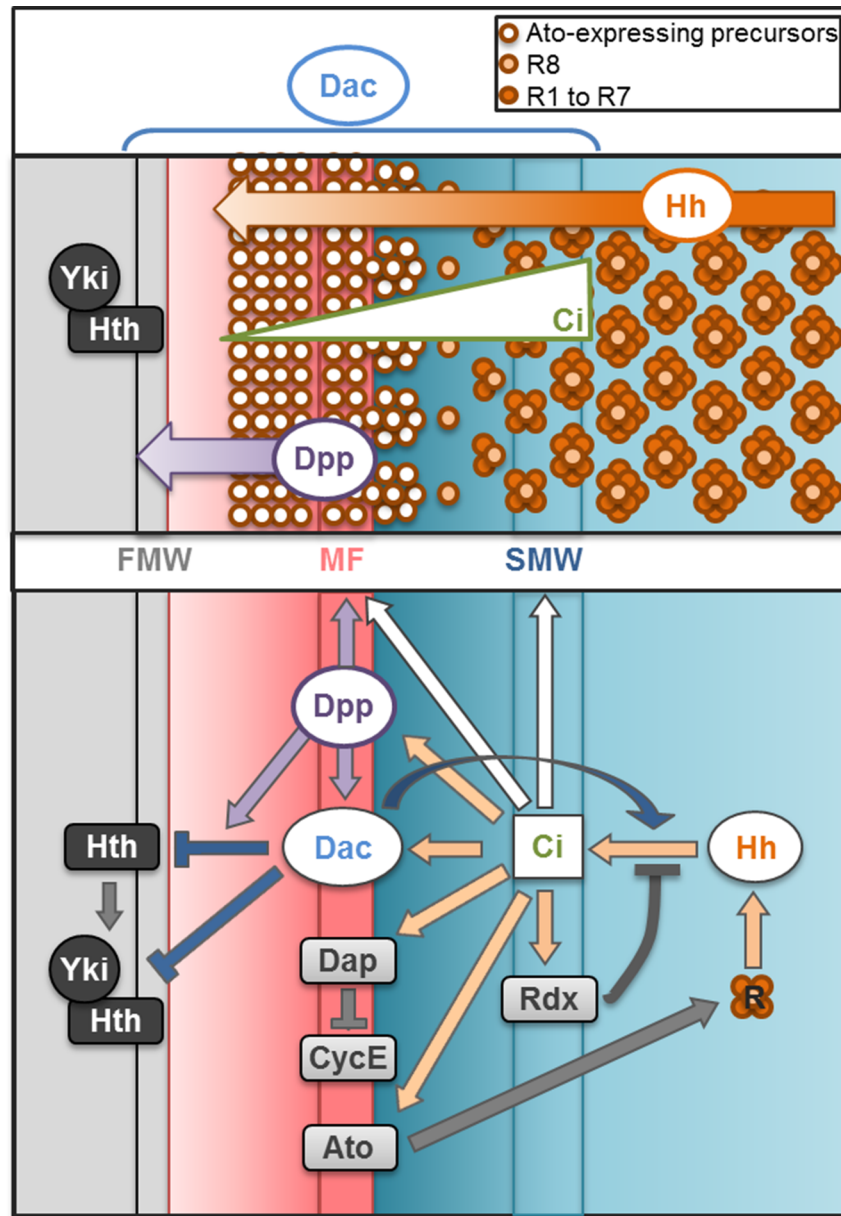 Ato-expressing precursors
R8
R1 to R7
Dac
Hh
Yki
Hth
Ci
Dpp
FMW MF SMW
Dpp
Hth Dac Ci Hh
Yki
Hth
Dap
Rdx R
CycE
Ato